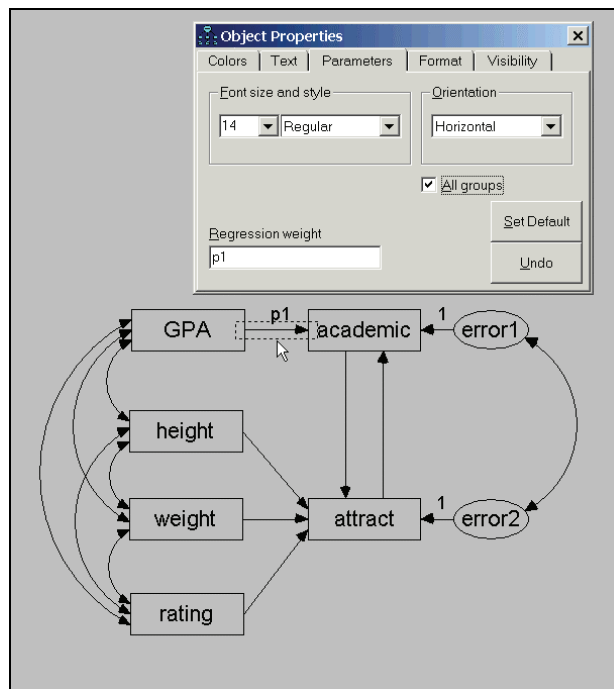 Object Properties
Colors Text Parameters Format Visibility
Font size and style
14 Regular
Orientation
Horizontal
All groups
Set Default
Undo
Regression weight
p1
p1
1
GPA
academic
error1
height
1
weight
attract
error2
rating